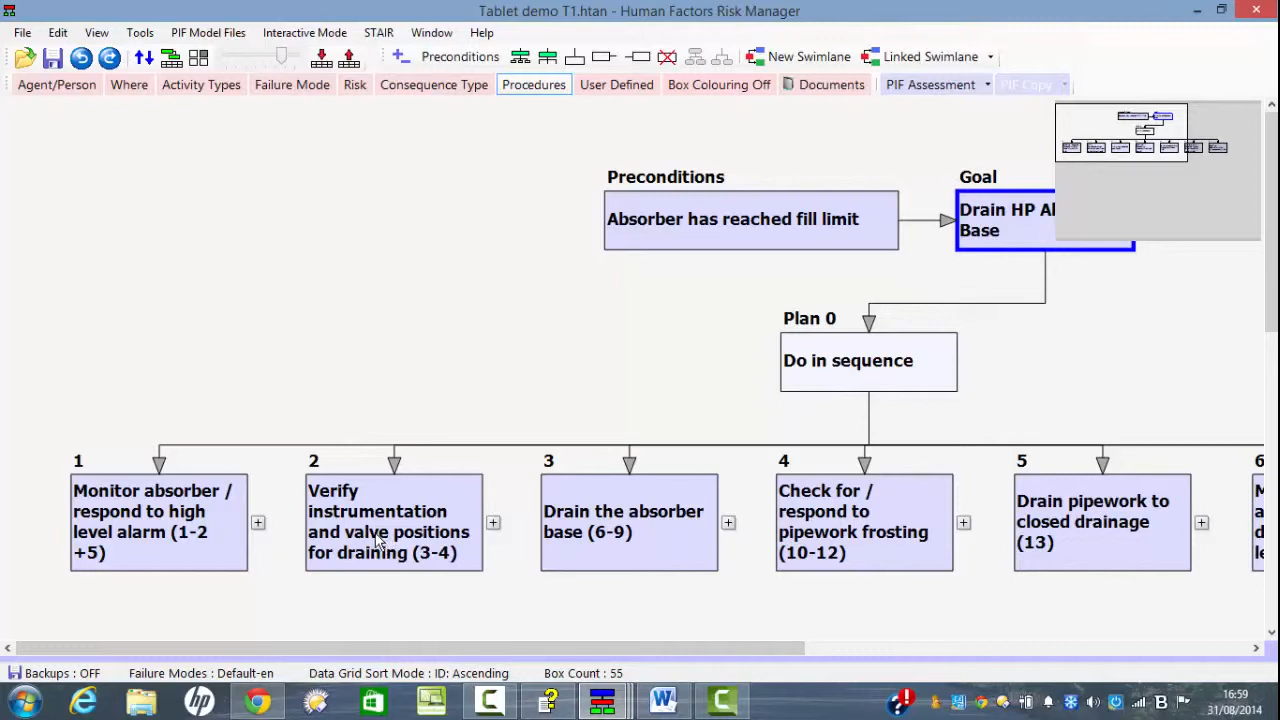 Tablet demo T1.htan - Human Factors Risk Manager
File Edit View Tools PIF Model Files Interactive Mode STAIR Window Help
Preconditions New Swimlane Linked Swimlane
Agent/Person Where Activity Types Failure Mode Risk Consequence Type Procedures User Defined Box Colouring Off Documents PIF Assessment PIF Copy
Preconditions
Absorber has reached fill limit
Goal
Drain HP
Base
Plan 0
Do in sequence
1
Monitor absorber /
respond to high
level alarm (1-2
+5)
2
Verify
instrumentation
and valve positions
for draining (3-4)
3
Drain the absorber
base (6-9)
4
Check for /
respond to
pipework frosting
(10-12)
5
Drain pipework to
closed drainage
(13)
6
Backups : OFF Failure Modes : Default-en Data Grid Sort Mode : ID: Ascending Box Count : 55
16:59
31/08/2014